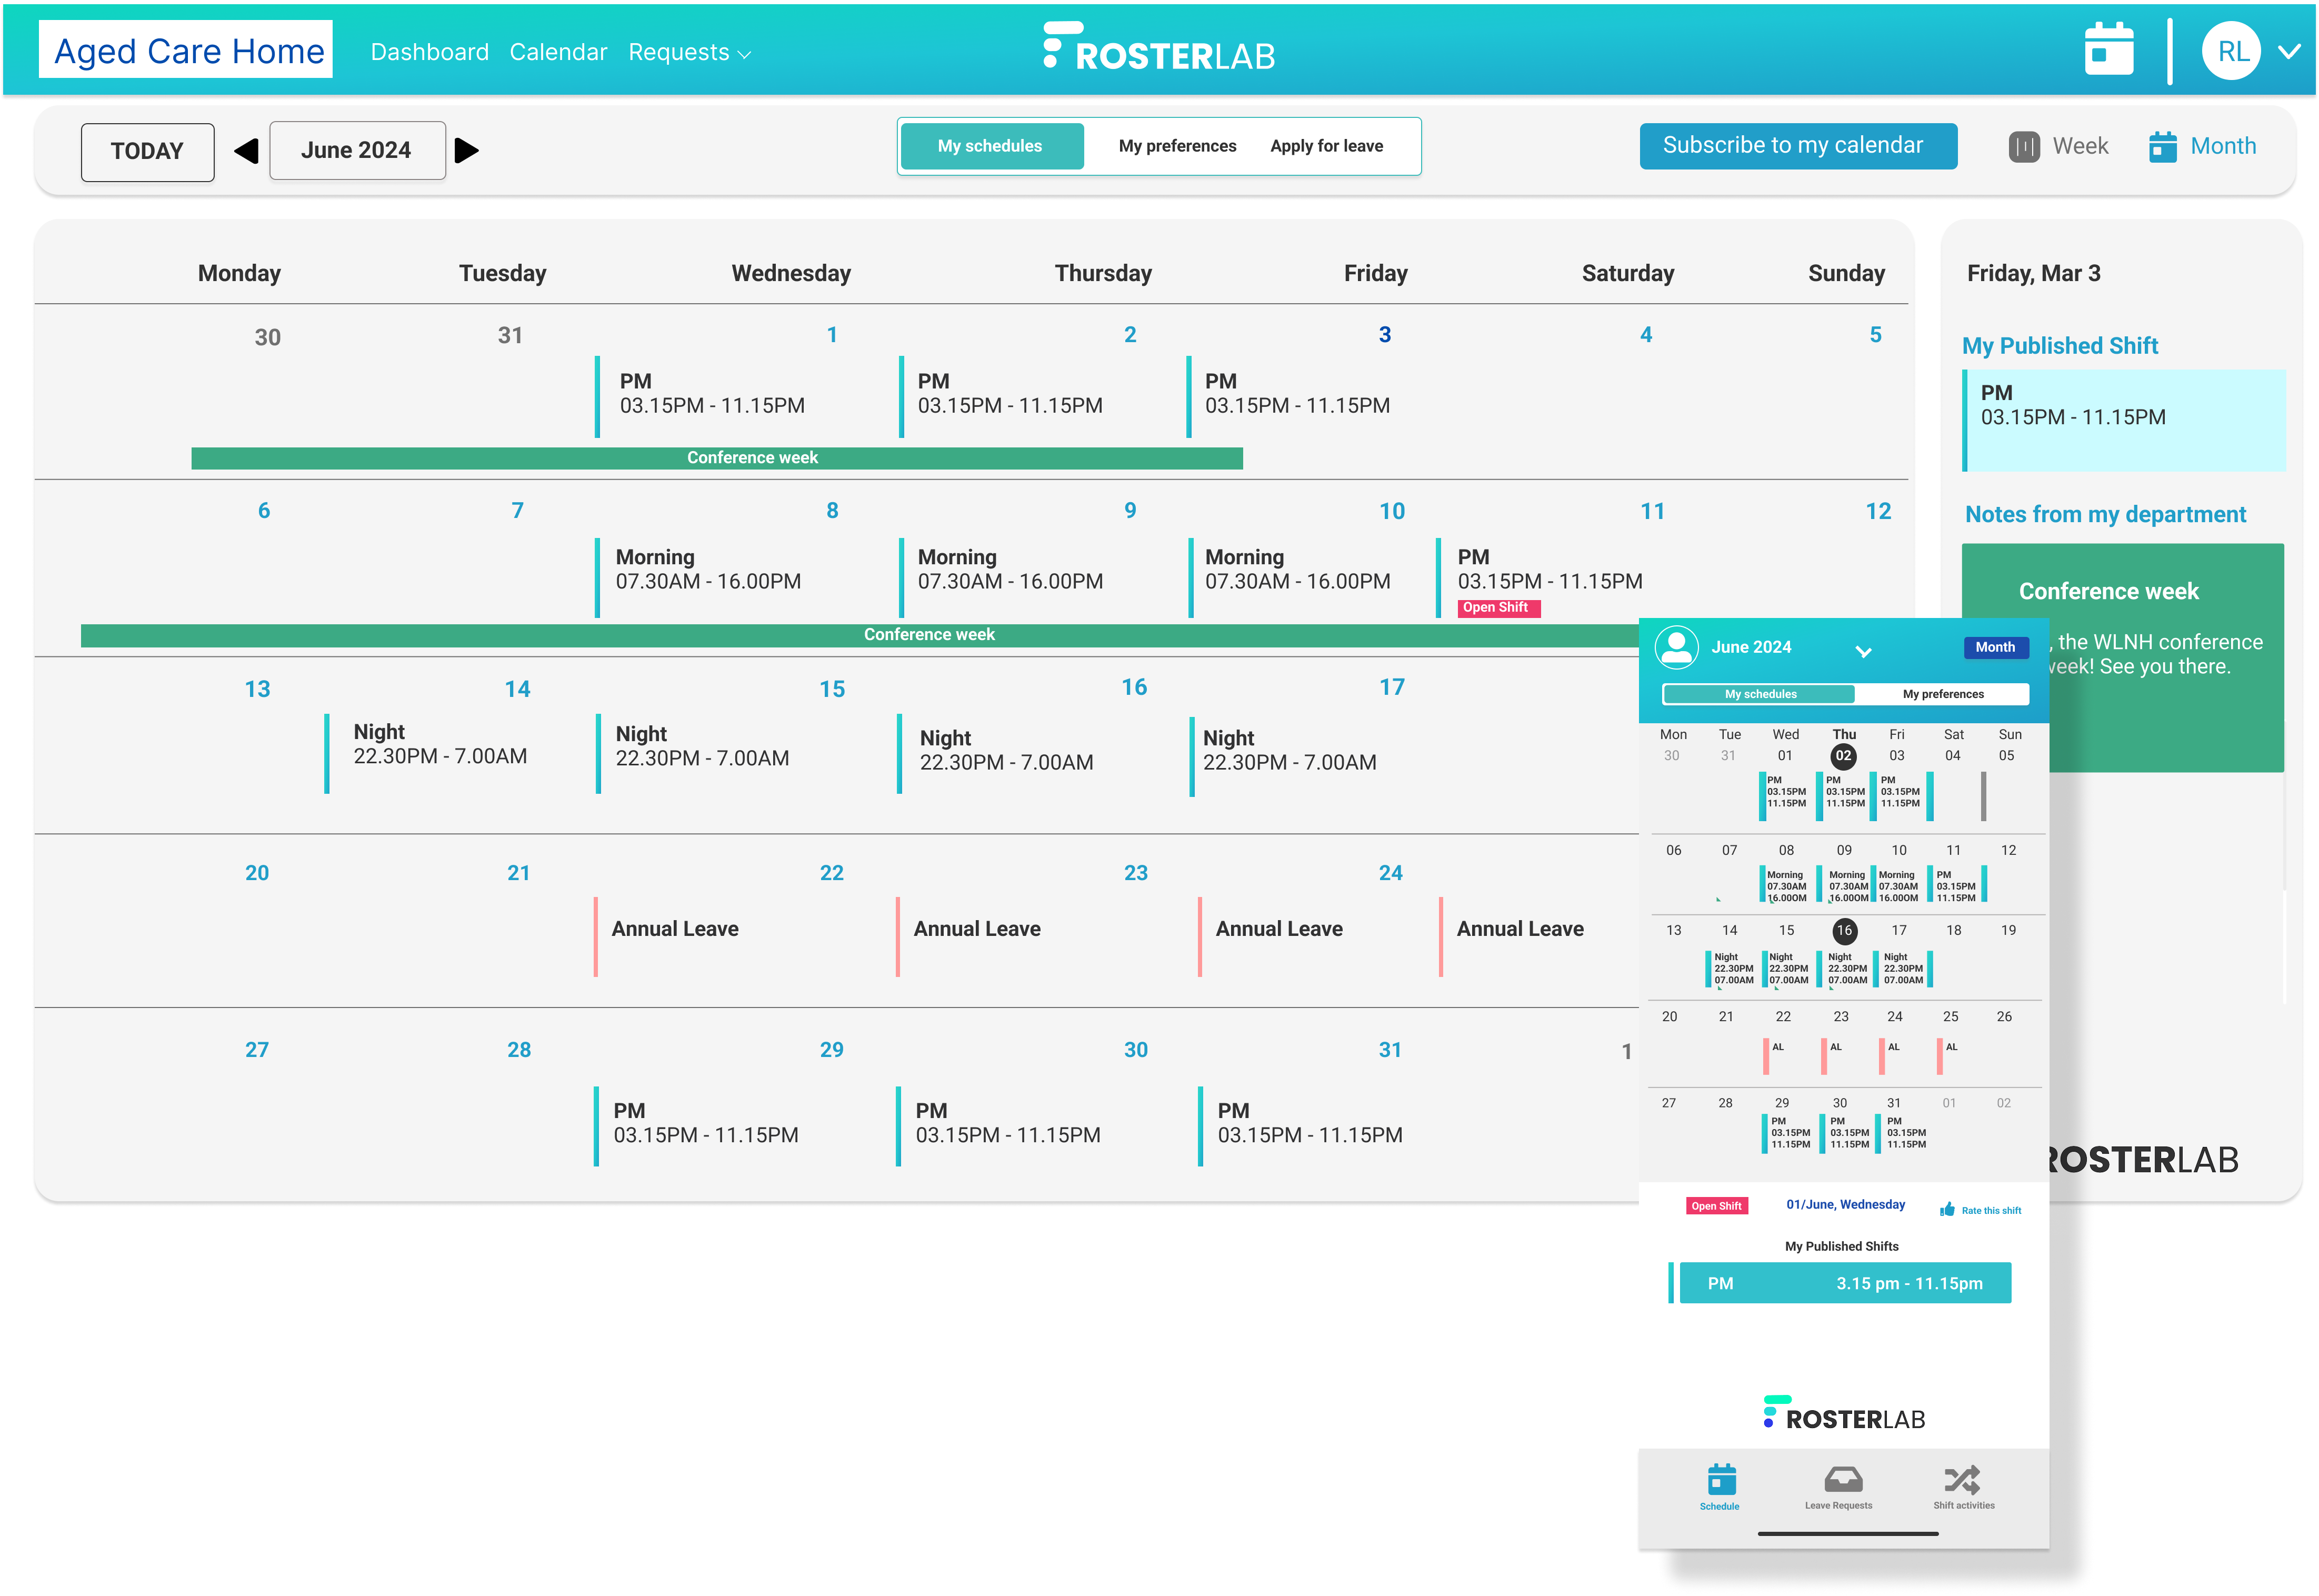 Aged Care Home
Dashboard Calendar Requests
ROSTERLAB
RL
TODAY
June 2024
My schedules
My preferences
Apply for leave
Subscribe to my calendar
Week
Month
Monday Tuesday Wednesday Thursday Friday Saturday Sunday
30 31 1 2 3 4 5
PM
03.15PM - 11.15PM
PM
03.15PM - 11.15PM
PM
03.15PM - 11.15PM
Conference week
6 7 8 9 10 11 12
Morning
07.30AM - 16.00PM
Morning
07.30AM - 16.00PM
Morning
07.30AM - 16.00PM
PM
03.15PM - 11.15PM
Open Shift
Conference week
13 14 15 16 17
Night
22.30PM - 7.00AM
Night
22.30PM - 7.00AM
Night
22.30PM - 7.00AM
Night
22.30PM - 7.00AM
20 21 22 23 24
Annual Leave
Annual Leave
Annual Leave
Annual Leave
27 28 29 30 31 1
PM
03.15PM - 11.15PM
PM
03.15PM - 11.15PM
PM
03.15PM - 11.15PM
Friday, Mar 3
My Published Shift
PM
03.15PM - 11.15PM
Notes from my department
Conference week
, the WLNH conference
week! See you there.
ROSTERLAB
June 2024
Month
My schedules
My preferences
Mon Tue Wed Thu Fri Sat Sun
30 31 01 02 03 04 05
PM PM PM
03.15PM 03.15PM 03.15PM
11.15PM 11.15PM 11.15PM
06 07 08 09 10 11 12
Morning Morning Morning PM
07.30AM 07.30AM 07.30AM 03.15PM
16.00OM 16.00OM 16.00OM 11.15PM
13 14 15 16 17 18 19
Night Night Night Night
22.30PM 22.30PM 22.30PM 22.30PM
07.00AM 07.00AM 07.00AM 07.00AM
20 21 22 23 24 25 26
AL AL AL AL
27 28 29 30 31 01 02
PM PM PM
03.15PM 03.15PM 03.15PM
11.15PM 11.15PM 11.15PM
Open Shift
01/June, Wednesday
Rate this shift
My Published Shifts
PM 3.15 pm - 11.15pm
ROSTERLAB
Schedule
Leave Requests
Shift activities